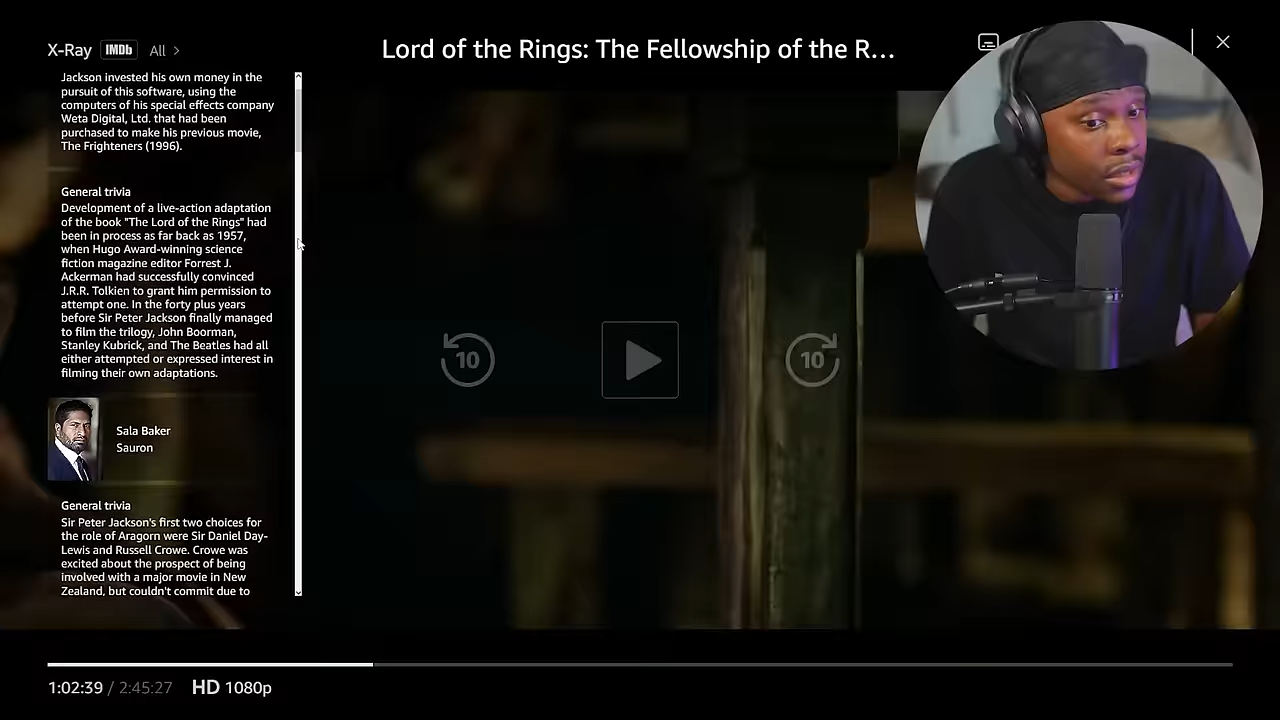 X-Ray IMDb All >
Lord of the Rings: The Fellowship of the R...
Jackson invested his own money in the
pursuit of this software, using the
computers of his special effects company
Weta Digital, Ltd. that had been
purchased to make his previous movie,
The Frighteners (1996).
General trivia
Development of a live-action adaptation
of the book "The Lord of the Rings" had
been in process as far back as 1957,
when Hugo Award-winning science
fiction magazine editor Forrest J.
Ackerman had successfully convinced
J.R.R. Tolkien to grant him permission to
attempt one. In the forty plus years
before Sir Peter Jackson finally managed
to film the trilogy, John Boorman,
Stanley Kubrick, and The Beatles had all
either attempted or expressed interest in
filming their own adaptations.
Sala Baker
Sauron
General trivia
Sir Peter Jackson's first two choices for
the role of Aragorn were Sir Daniel Day-
Lewis and Russell Crowe. Crowe was
excited about the prospect of being
involved with a major movie in New
Zealand, but couldn't commit due to
10
10
1:02:39 / 2:45:27 HD 1080p